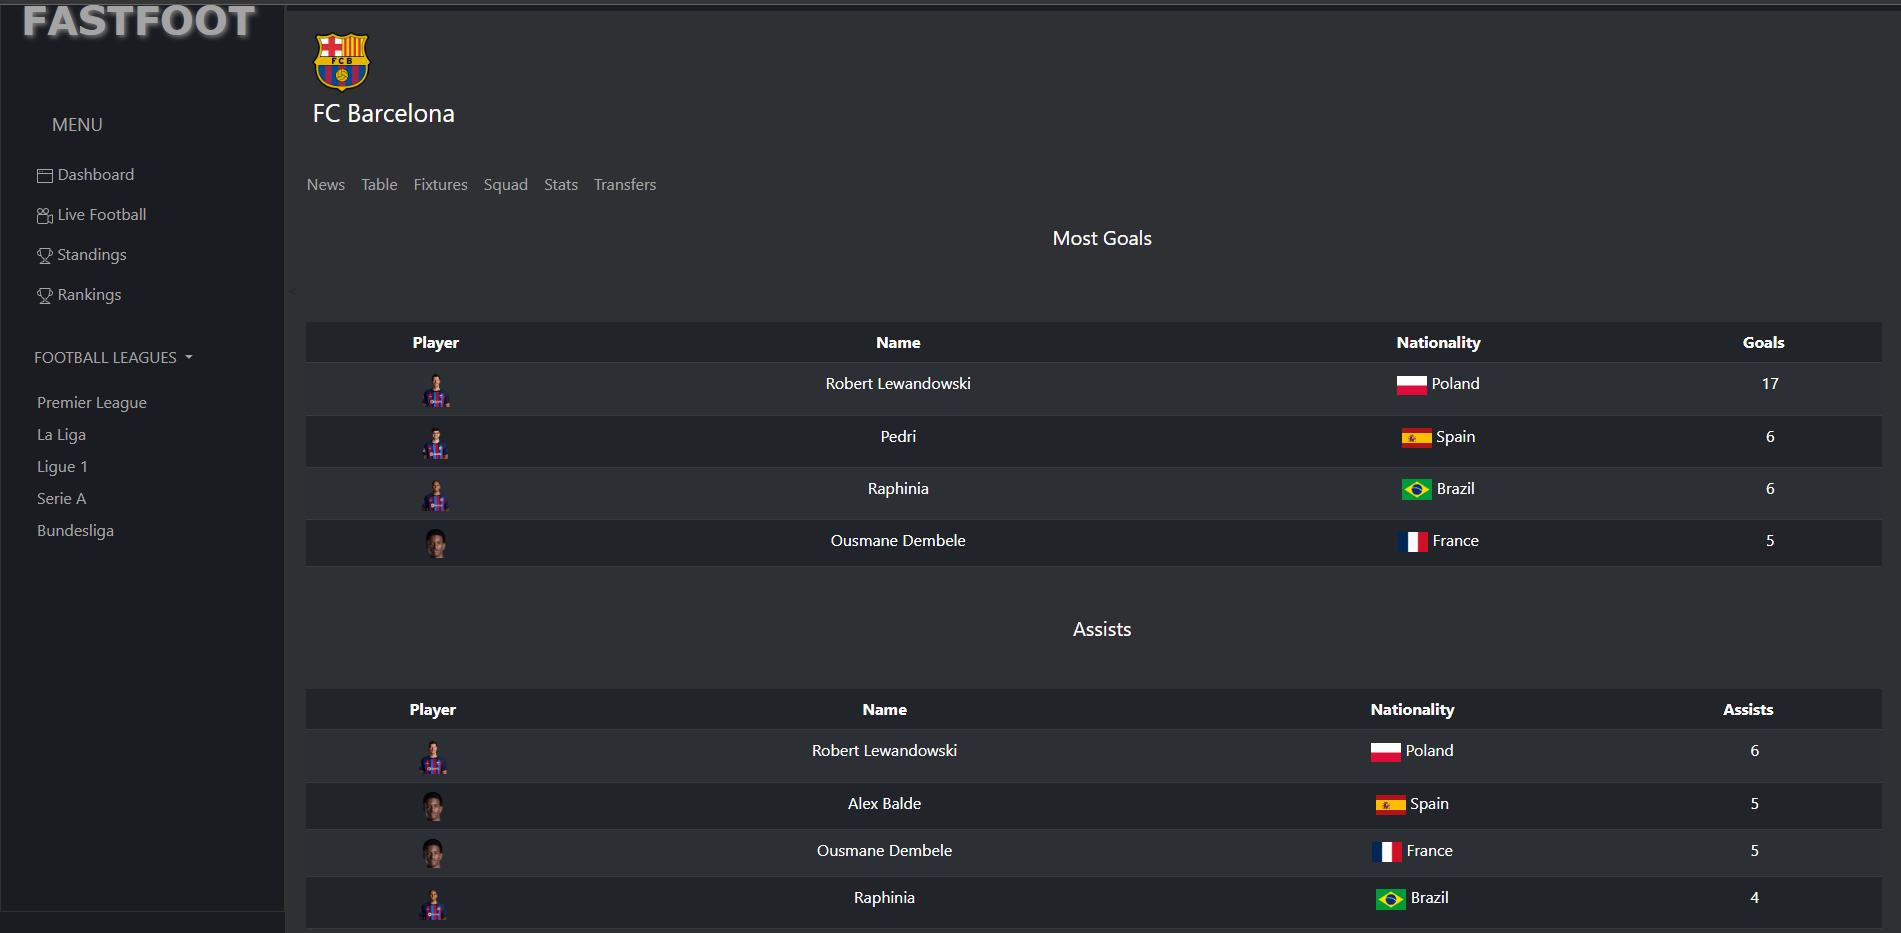 FASTFOOT
MENU
Dashboard
Live Football
Standings
Rankings
FOOTBALL LEAGUES
Premier League
La Liga
Ligue 1
Serie A
Bundesliga
FCB
FC Barcelona
News Table Fixtures Squad Stats Transfers
Most Goals
Player Name Nationality Goals
Robert Lewandowski Poland 17
Pedri Spain 6
Raphinia Brazil 6
Ousmane Dembele France 5
Assists
Player Name Nationality Assists
Robert Lewandowski Poland 6
Alex Balde Spain 5
Ousmane Dembele France 5
Raphinia Brazil 4